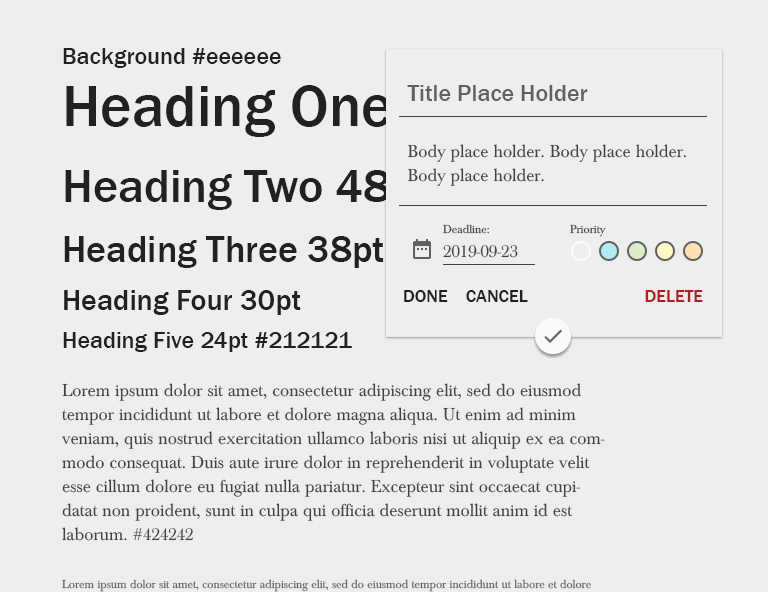 Background #eeeeee
Heading One
Heading Two 48
Heading Three 38pt
Heading Four 30pt
Heading Five 24pt #212121
Title Place Holder
Body place holder. Body place holder.
Body place holder.
Deadline:
Priority
2019-09-23
DONE CANCEL DELETE
Lorem ipsum dolor sit amet, consectetur adipiscing elit, sed do eiusmod
tempor incididunt ut labore et dolore magna aliqua. Ut enim ad minim
veniam, quis nostrud exercitation ullamco laboris nisi ut aliquip ex ea com-
modo consequat. Duis aute irure dolor in reprehenderit in voluptate velit
esse cillum dolore eu fugiat nulla pariatur. Excepteur sint occaecat cupi-
datat non proident, sunt in culpa qui officia deserunt mollit anim id est
laborum. #424242
Lorem ipsum dolor sit amet, consectetur adipiscing elit, sed do eiusmod tempor incididunt ut labore et dolore